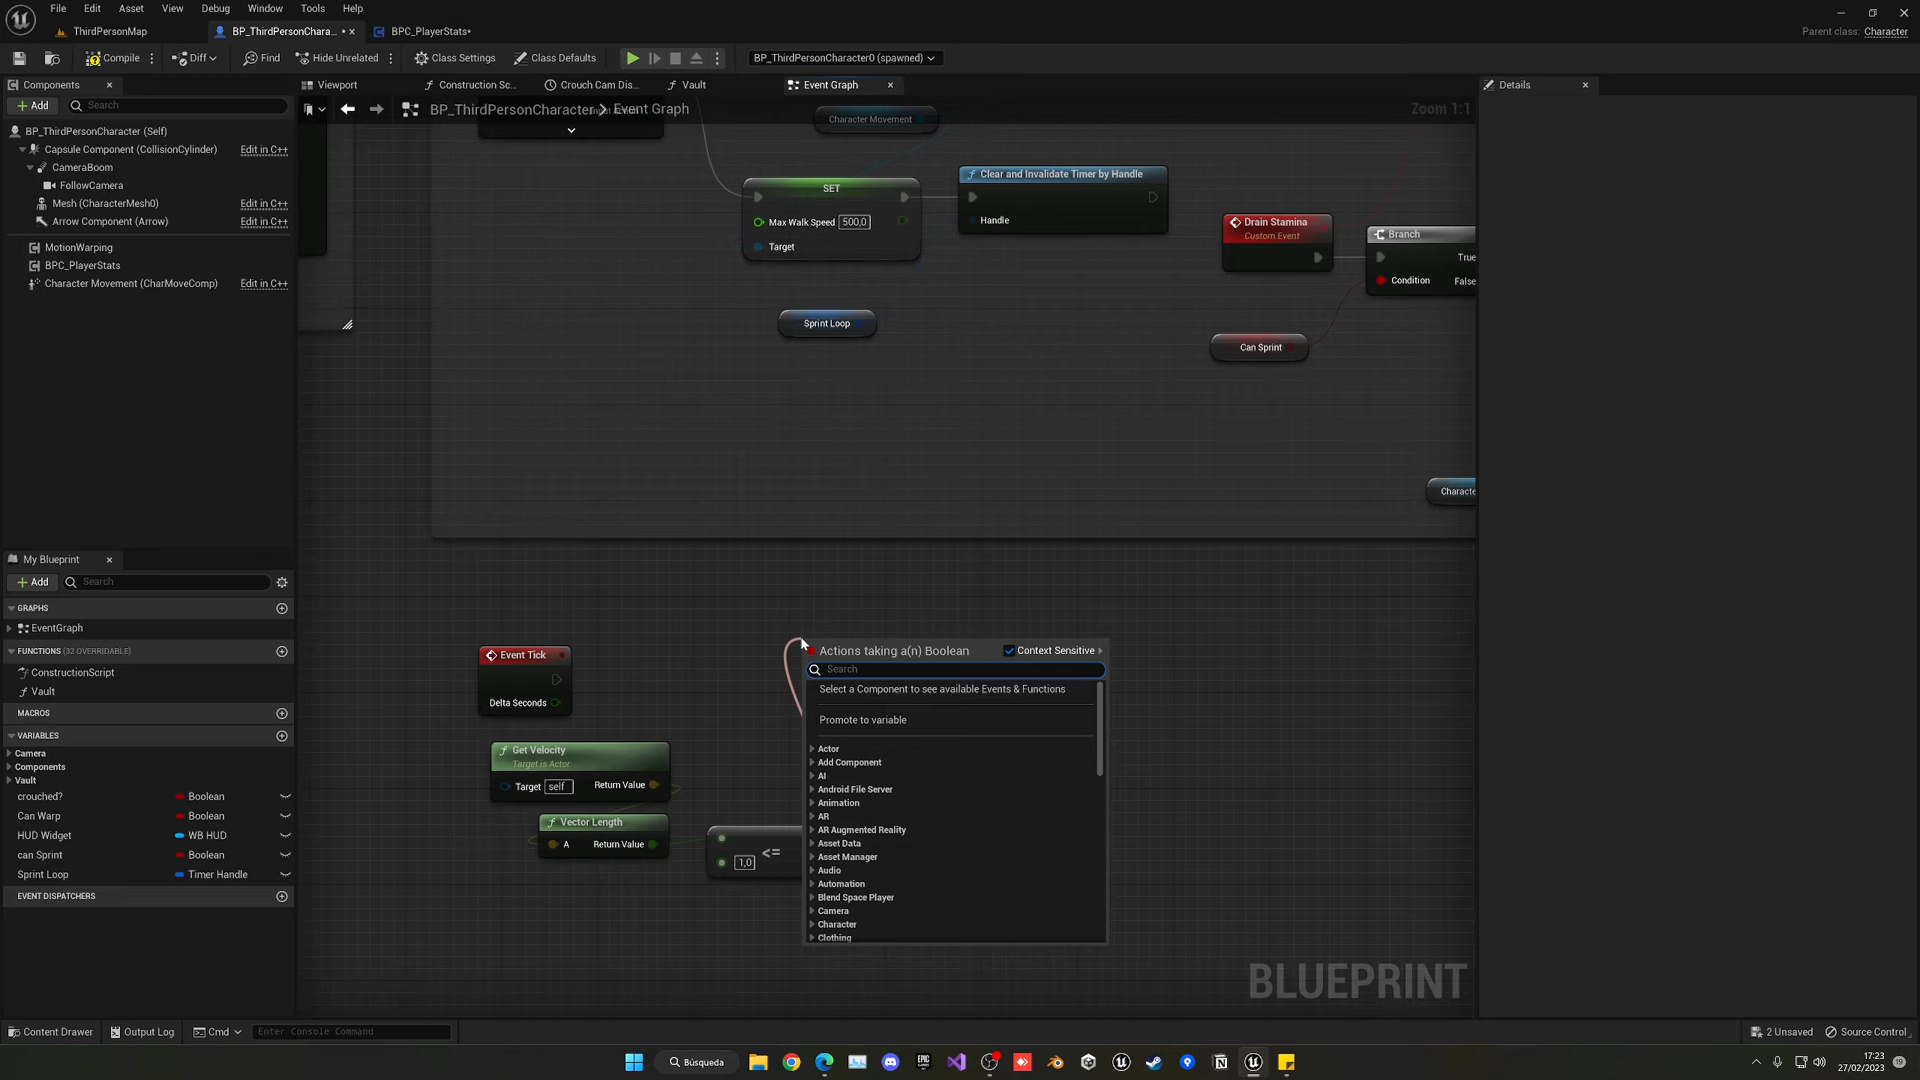 File Edit Asset View Debug Window Tools Help
ThirdPersonMap
BP_ThirdPersonChara... •
BPC_PlayerStats*
Parent class: Character
Compile
Diff
Find
Hide Unrelated
Class Settings
Class Defaults
BP_ThirdPersonCharacter0 (spawned)
Components
Viewport
Construction Sc...
Crouch Cam Dis...
Vault
Event Graph
Details
Add
Search
BP_ThirdPersonCharacter > Event Graph
Zoom 1:1
BP_ThirdPersonCharacter (Self)
Capsule Component (CollisionCylinder) Edit in C++
CameraBoom
FollowCamera
Mesh (CharacterMesh0) Edit in C++
Arrow Component (Arrow) Edit in C++
MotionWarping
BPC_PlayerStats
Character Movement (CharMoveComp) Edit in C++
Character Movement
SET
Max Walk Speed 500,0
Target
Clear and Invalidate Timer by Handle
Handle
Drain Stamina
Custom Event
Branch
True
Condition
False
Sprint Loop
Can Sprint
Characte
My Blueprint
Add
Search
GRAPHS
EventGraph
FUNCTIONS (32 OVERRIDABLE)
ConstructionScript
Vault
MACROS
VARIABLES
Camera
Components
Vault
crouched? Boolean
Can Warp Boolean
HUD Widget WB HUD
can Sprint Boolean
Sprint Loop Timer Handle
EVENT DISPATCHERS
Event Tick
Delta Seconds
Get Velocity
Target is Actor
Target self
Return Value
Vector Length
A
Return Value
1,0
<=
Actions taking a(n) Boolean
Context Sensitive
Search
Select a Component to see available Events & Functions
Promote to variable
Actor
Add Component
AI
Android File Server
Animation
AR
AR Augmented Reality
Asset Data
Asset Manager
Audio
Automation
Blend Space Player
Camera
Character
Clothing
BLUEPRINT
Content Drawer
Output Log
Cmd
Enter Console Command
2 Unsaved
Source Control
Búsqueda
17:23
27/02/2023